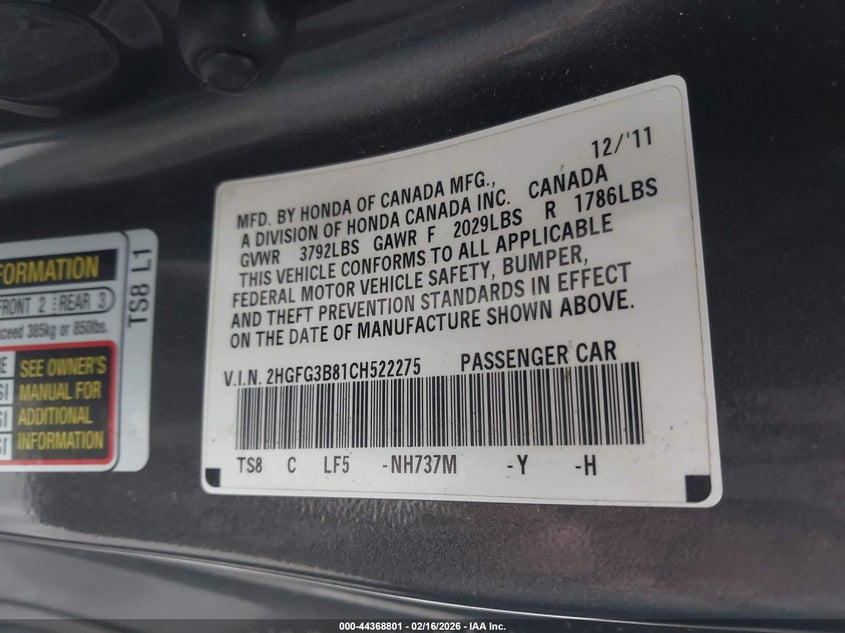 12/'11
MFD. BY HONDA OF CANADA MFG.,
A DIVISION OF HONDA CANADA INC. CANADA
GVWR 3792LBS GAWR F 2029LBS R 1786LBS
THIS VEHICLE CONFORMS TO ALL APPLICABLE
FEDERAL MOTOR VEHICLE SAFETY, BUMPER,
AND THEFT PREVENTION STANDARDS IN EFFECT
ON THE DATE OF MANUFACTURE SHOWN ABOVE.
V.I.N. 2HGFG3B81CH522275 PASSENGER CAR
TS8 C LF5 -NH737M -Y -H
FORMATION
FRONT 2 REAR 3
xceed 385kg or 850lbs.
SEE OWNER'S
MANUAL FOR
ADDITIONAL
INFORMATION
TS8 L1
000-44368801 - 02/16/2026 - IAA Inc.